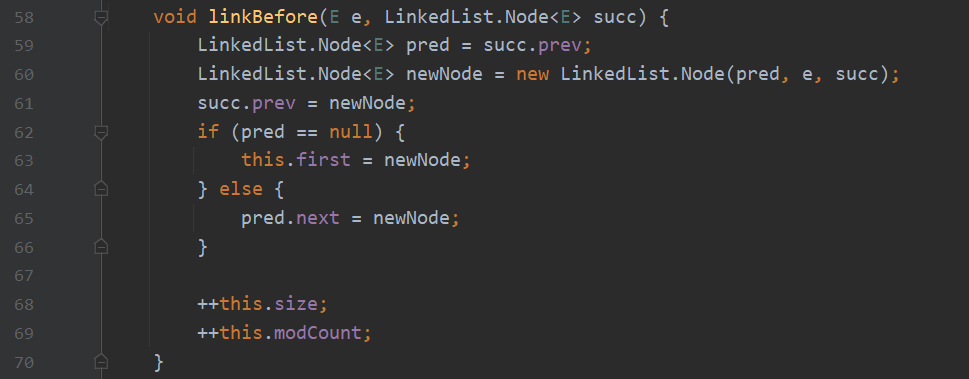 58 void linkBefore(E e, LinkedList.Node<E> succ) {
59 LinkedList.Node<E> pred = succ.prev;
60 LinkedList.Node<E> newNode = new LinkedList.Node(pred, e, succ);
61 succ.prev = newNode;
62 if (pred == null) {
63 this.first = newNode;
64 } else {
65 pred.next = newNode;
66 }
67
68 ++this.size;
69 ++this.modCount;
70 }